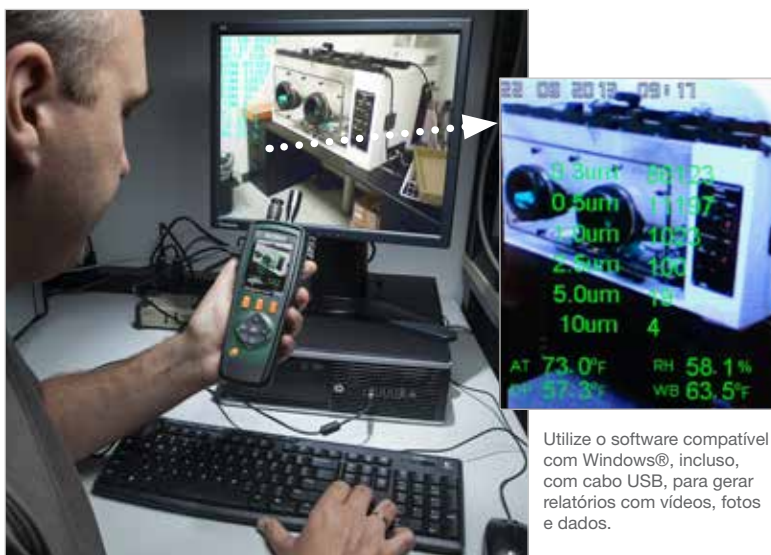 22 08 2013 09:17
0.3um
0.5um 11197
1.0um 1023
2.5um 100
5.0um
10um 4
AT 73.0°F RH 58.1%
DP 57.3°F WB 63.5°F
Utilize o software compatível
com Windows®, incluso,
com cabo USB, para gerar
relatórios com vídeos, fotos
e dados.